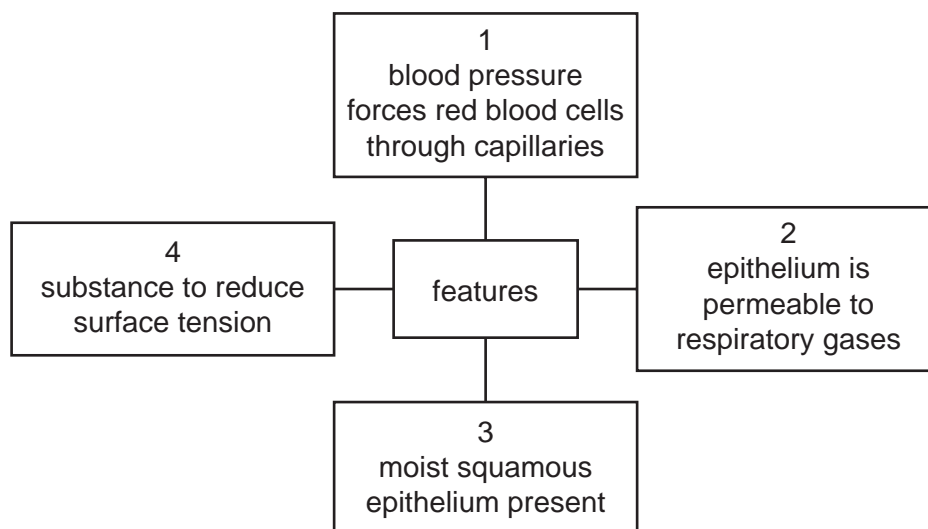 1
blood pressure
forces red blood cells
through capillaries
4
substance to reduce
surface tension
features
2
epithelium is
permeable to
respiratory gases
3
moist squamous
epithelium present